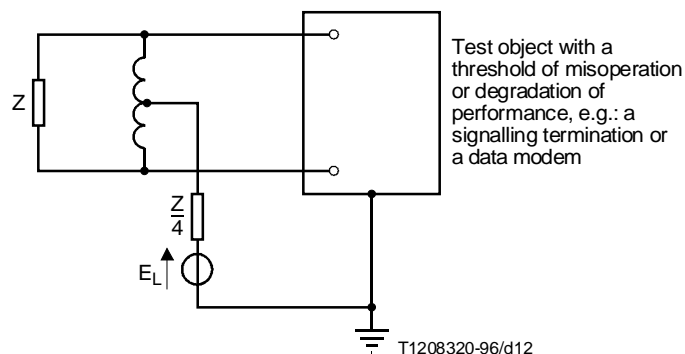 Z
Test object with a
threshold of misoperation
or degradation of
performance, e.g.: a
signalling termination or
a data modem
Z
4
EL
T1208320-96/d12